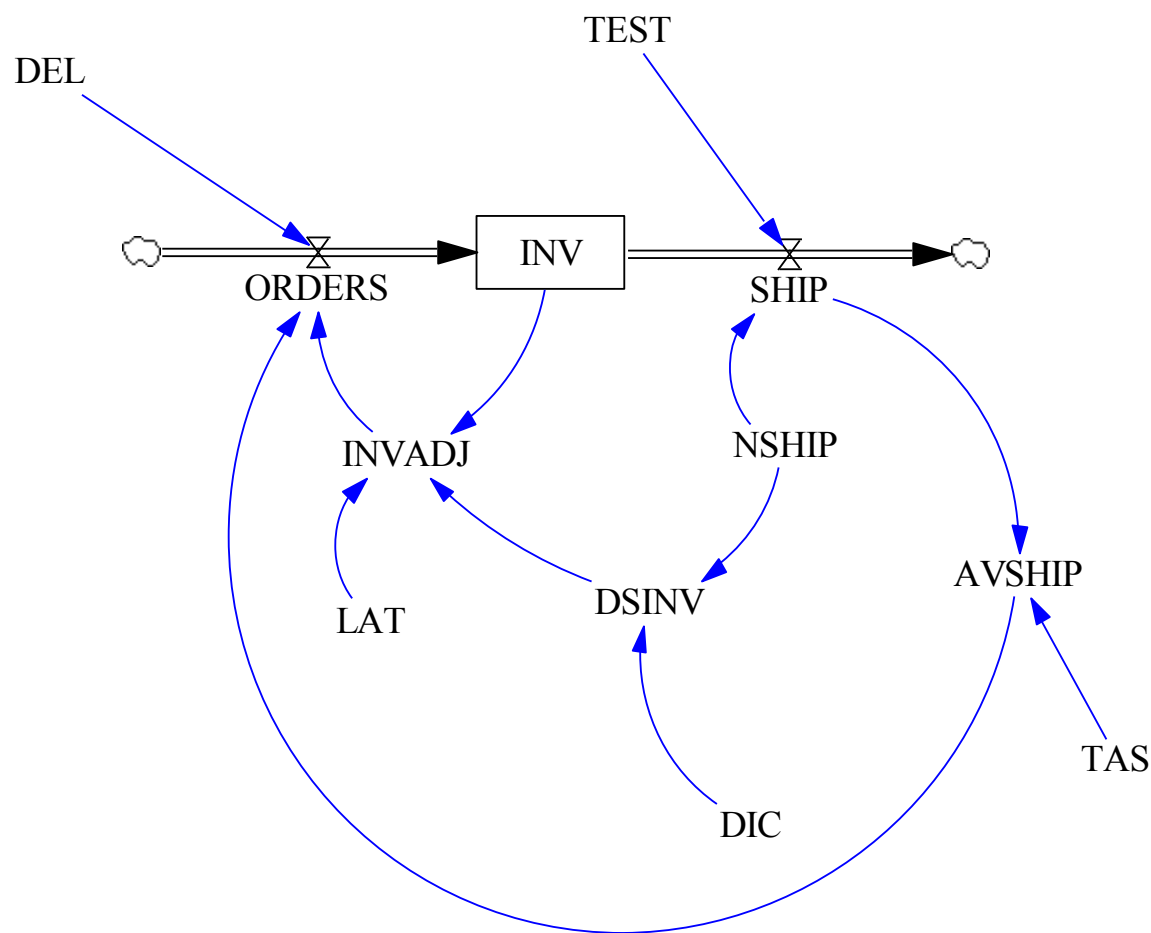 TEST
DEL
INV
ORDERS
SHIP
INVADJ
NSHIP
AVSHIP
DSINV
LAT
TAS
DIC